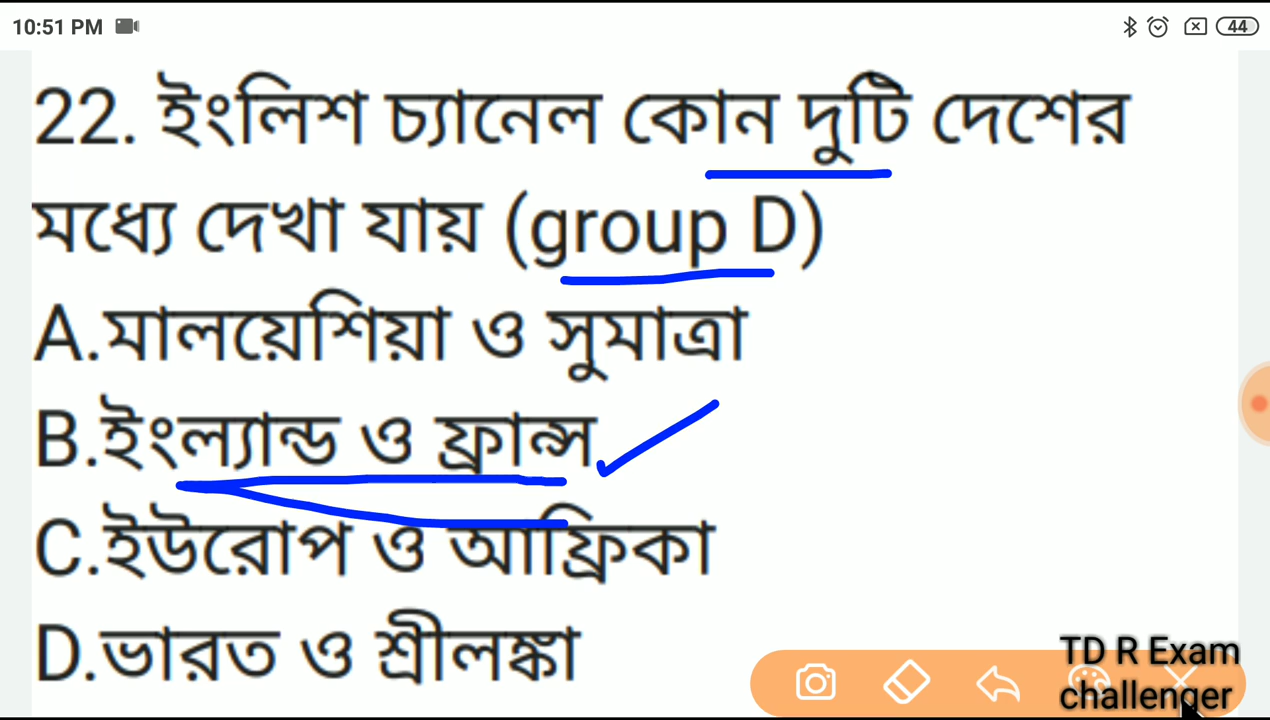 10:51 PM
44
22. ইংলিশ চ্যানেল কোন দুটি দেশের
মধ্যে দেখা যায় (group D)
A.মালয়েশিয়া ও সুমাত্রা
B.ইংল্যান্ড ও ফ্রান্স
C.ইউরোপ ও আফ্রিকা
D.ভারত ও শ্রীলঙ্কা
TD R Exam
challenger